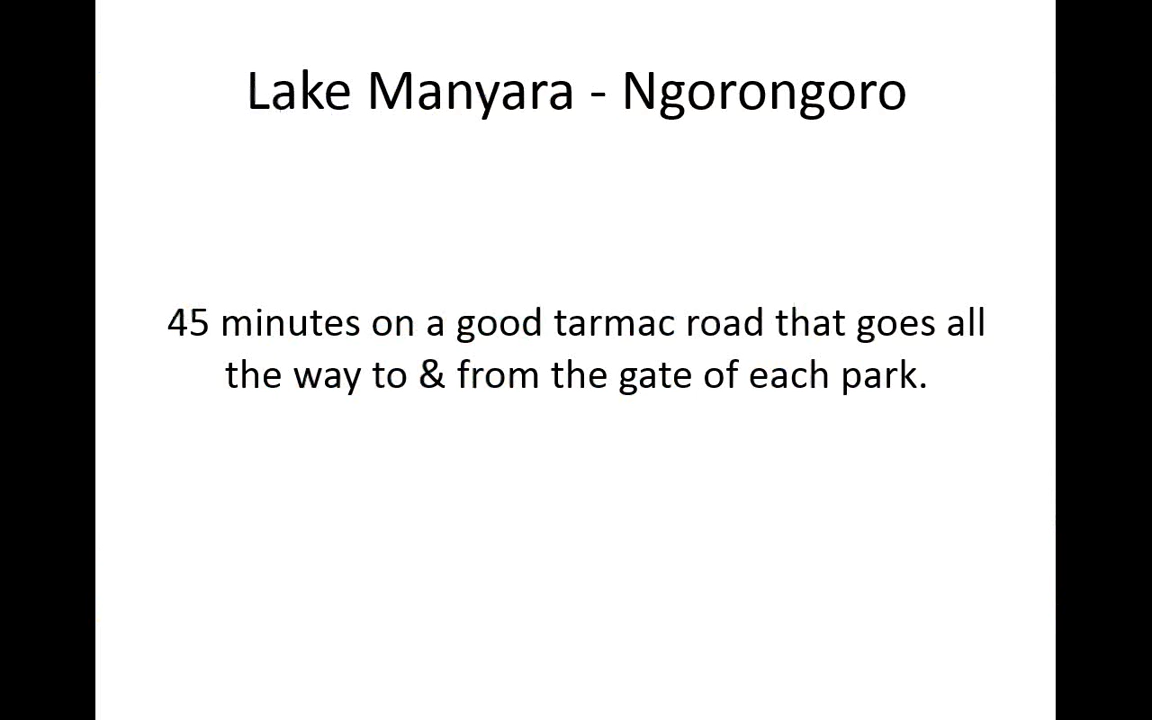 Lake Manyara - Ngorongoro
45 minutes on a good tarmac road that goes all
the way to & from the gate of each park.